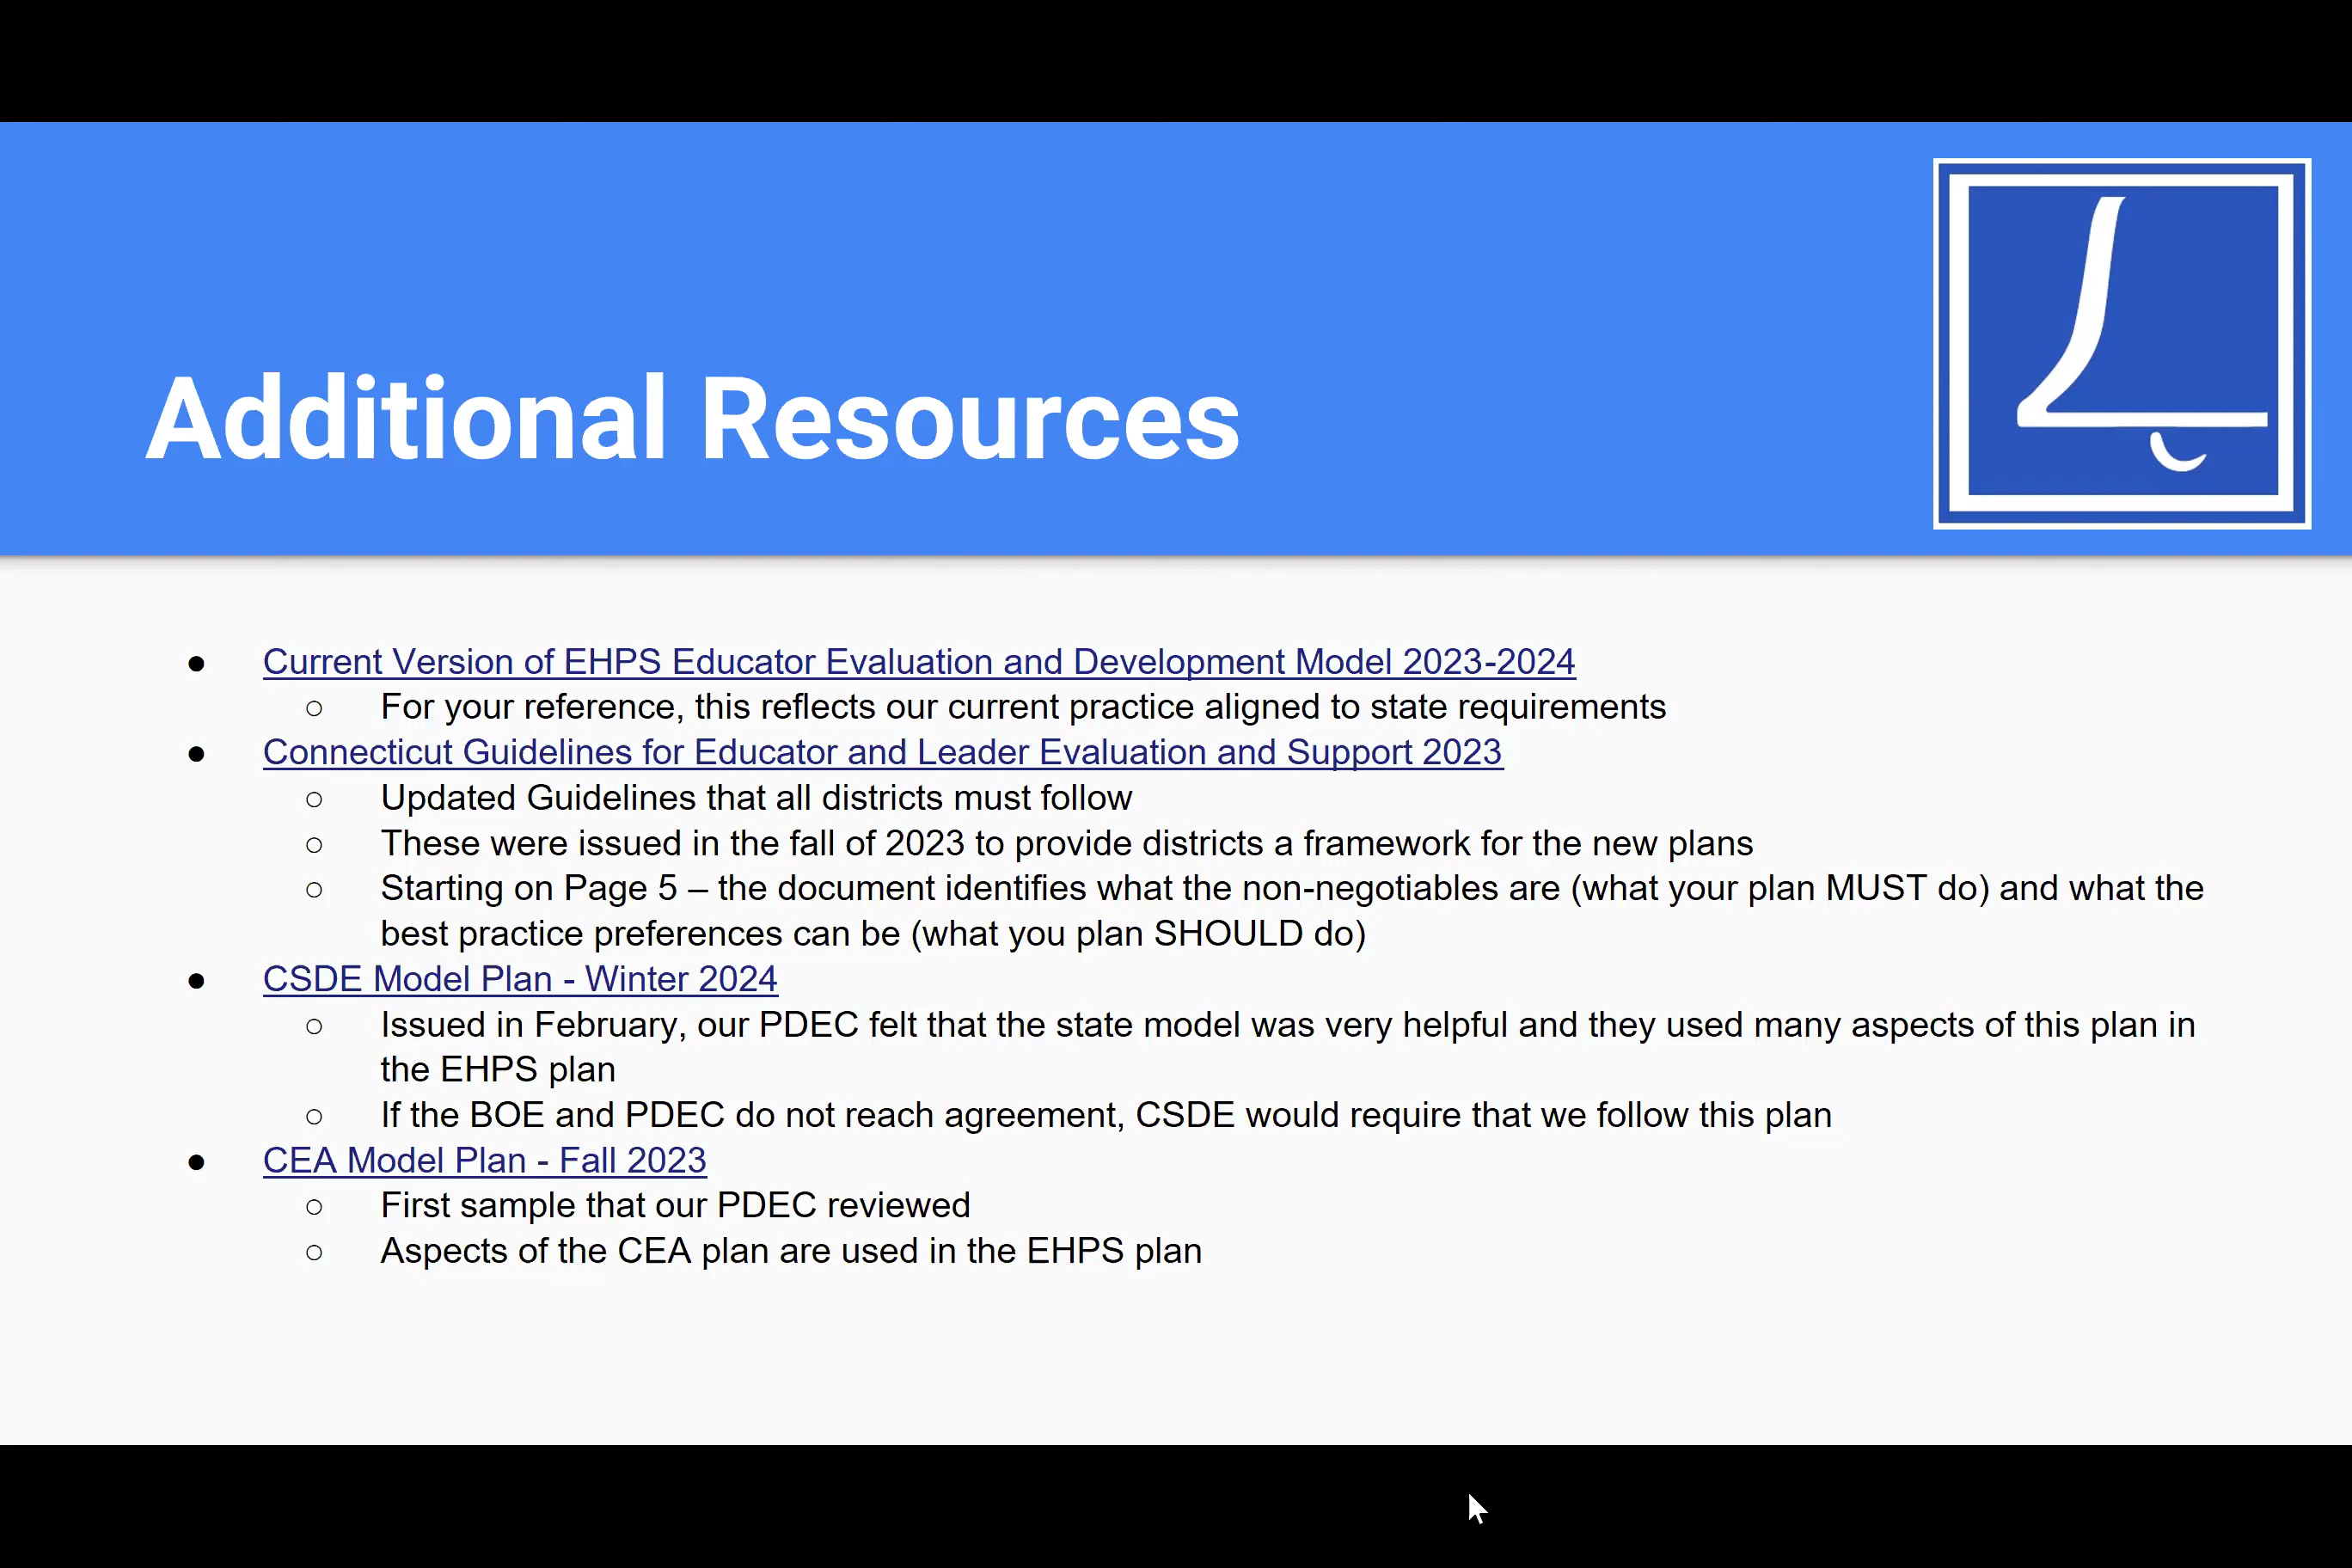 Additional Resources
● Current Version of EHPS Educator Evaluation and Development Model 2023-2024
○ For your reference, this reflects our current practice aligned to state requirements
● Connecticut Guidelines for Educator and Leader Evaluation and Support 2023
○ Updated Guidelines that all districts must follow
○ These were issued in the fall of 2023 to provide districts a framework for the new plans
○ Starting on Page 5 – the document identifies what the non-negotiables are (what your plan MUST do) and what the
best practice preferences can be (what you plan SHOULD do)
● CSDE Model Plan - Winter 2024
○ Issued in February, our PDEC felt that the state model was very helpful and they used many aspects of this plan in
the EHPS plan
○ If the BOE and PDEC do not reach agreement, CSDE would require that we follow this plan
● CEA Model Plan - Fall 2023
○ First sample that our PDEC reviewed
○ Aspects of the CEA plan are used in the EHPS plan